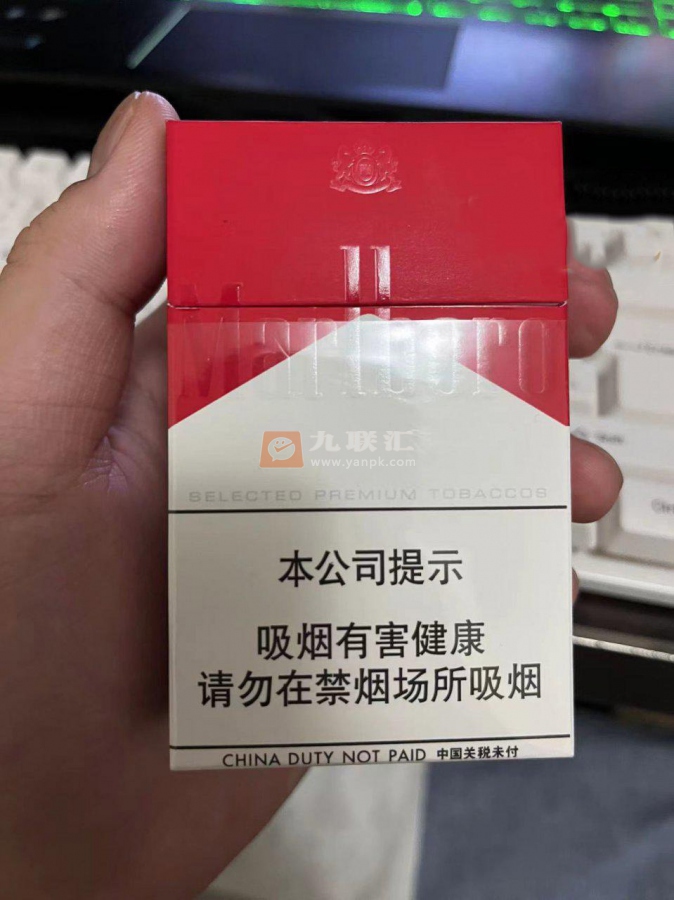 Marlboro
九联汇
www.yanpk.com
SELECTED PREMIUM TOBACCOS
本公司提示
吸烟有害健康
请勿在禁烟场所吸烟
CHINA DUTY NOT PAID 中国关税未付